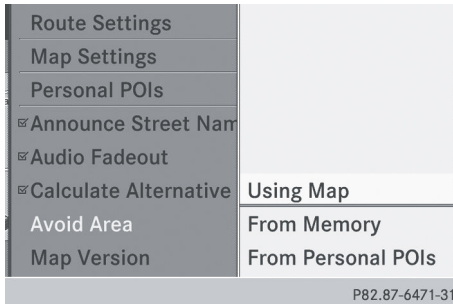 Route Settings
Map Settings
Personal POIs
Announce Street Nam
Audio Fadeout
Calculate Alternative
Avoid Area
Map Version
Using Map
From Memory
From Personal POIs
P82.87-6471-31